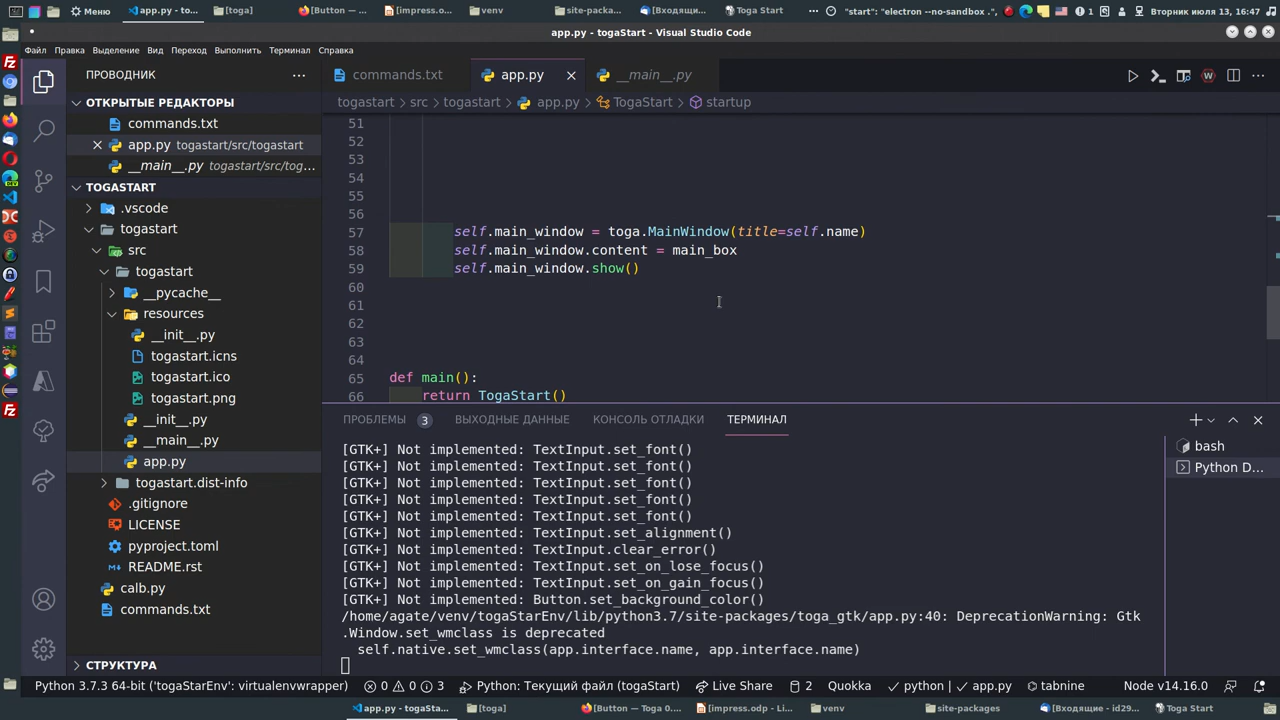 Меню
app.py - to...
[toga]
[Button — ...
[impress.o...
venv
site-packa...
[Входящи...
Toga Start
...
"start": "electron --no-sandbox .",
1
Вторник июля 13, 16:47
app.py - togaStart - Visual Studio Code
Файл Правка Выделение Вид Переход Выполнить Терминал Справка
ПРОВОДНИК
ОТКРЫТЫЕ РЕДАКТОРЫ
commands.txt
app.py togastart/src/togastart
__main__.py togastart/src/tog...
TOGASTART
.vscode
togastart
src
togastart
__pycache__
resources
__init__.py
togastart.icns
togastart.ico
togastart.png
__init__.py
__main__.py
app.py
togastart.dist-info
.gitignore
LICENSE
pyproject.toml
README.rst
calb.py
commands.txt
СТРУКТУРА
commands.txt
app.py
__main__.py
togastart > src > togastart > app.py > TogaStart > startup
51
52
53
54
55
56
57 self.main_window = toga.MainWindow(title=self.name)
58 self.main_window.content = main_box
59 self.main_window.show()
60
61
62
63
64
65 def main():
66 return TogaStart()
ПРОБЛЕМЫ 3 ВЫХОДНЫЕ ДАННЫЕ КОНСОЛЬ ОТЛАДКИ ТЕРМИНАЛ
[GTK+] Not implemented: TextInput.set_font()
[GTK+] Not implemented: TextInput.set_font()
[GTK+] Not implemented: TextInput.set_font()
[GTK+] Not implemented: TextInput.set_font()
[GTK+] Not implemented: TextInput.set_font()
[GTK+] Not implemented: TextInput.set_alignment()
[GTK+] Not implemented: TextInput.clear_error()
[GTK+] Not implemented: TextInput.set_on_lose_focus()
[GTK+] Not implemented: TextInput.set_on_gain_focus()
[GTK+] Not implemented: Button.set_background_color()
/home/agate/venv/togaStarEnv/lib/python3.7/site-packages/toga_gtk/app.py:40: DeprecationWarning: Gtk
.Window.set_wmclass is deprecated
self.native.set_wmclass(app.interface.name, app.interface.name)
bash
Python D...
Python 3.7.3 64-bit ('togaStarEnv': virtualenvwrapper) 0 0 3 Python: Текущий файл (togaStart) Live Share 2 Quokka python | app.py tabnine Node v14.16.0
app.py - togaSta...
[toga]
[Button — Toga 0....
[impress.odp - Li...
venv
site-packages
[Входящие - id29...
Toga Start